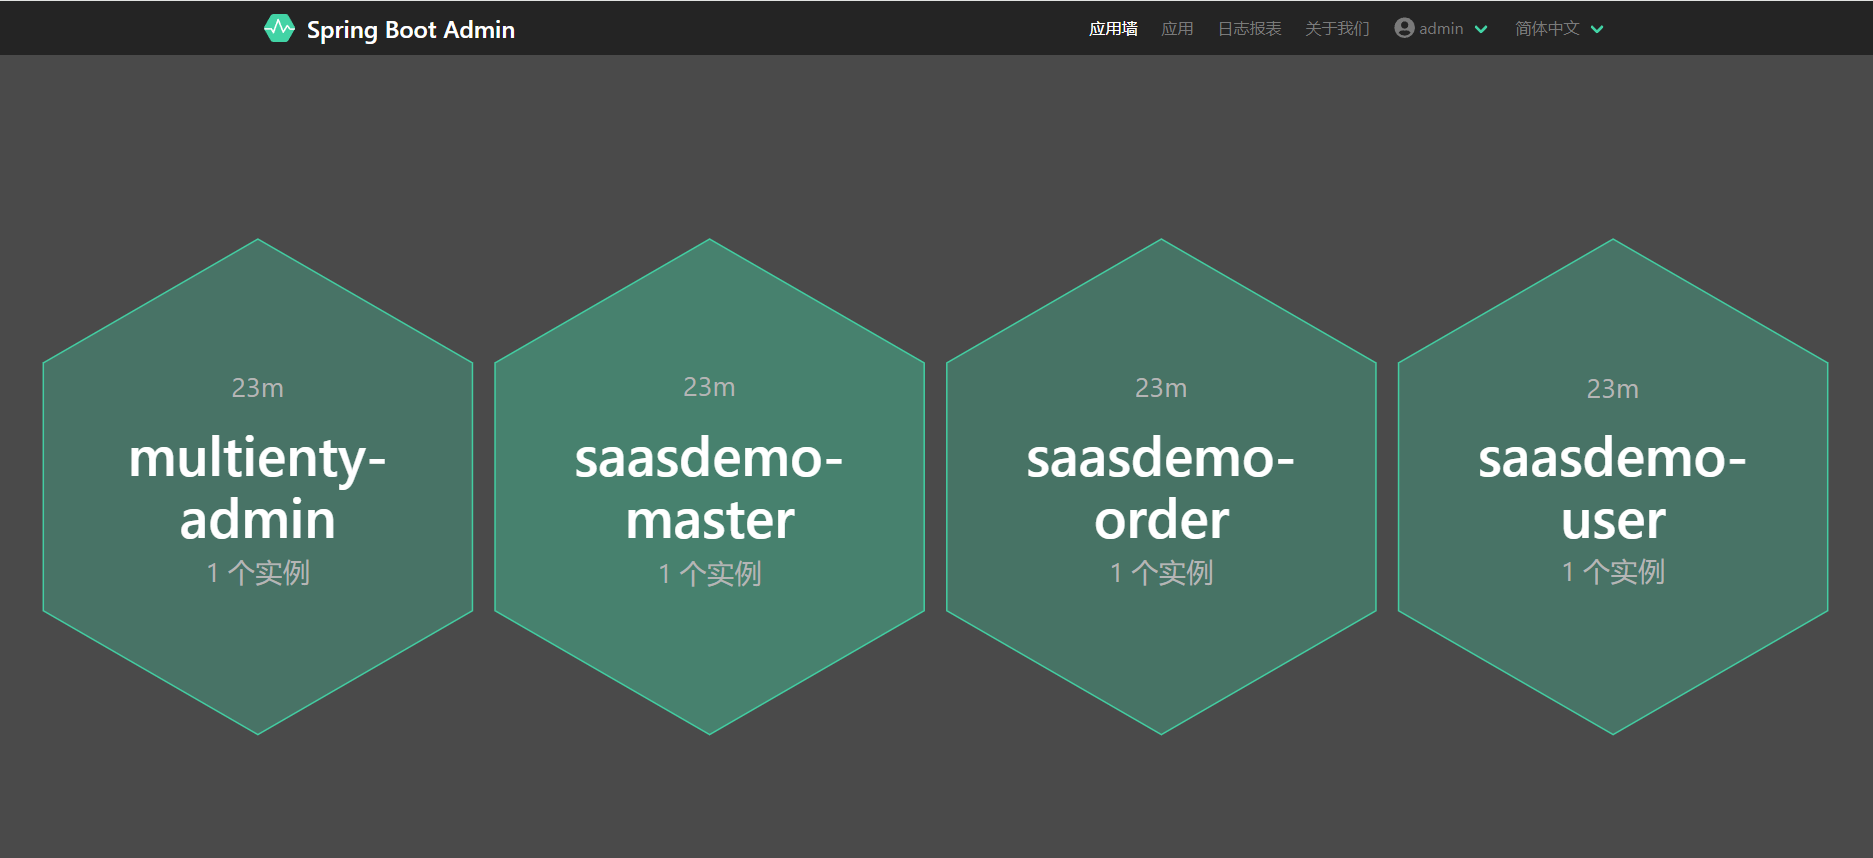 Spring Boot Admin 应用墙 应用 日志报表 关于我们 admin 简体中文
23m
multienty-
admin
1 个实例
23m
saasdemo-
master
1 个实例
23m
saasdemo-
order
1 个实例
23m
saasdemo-
user
1 个实例